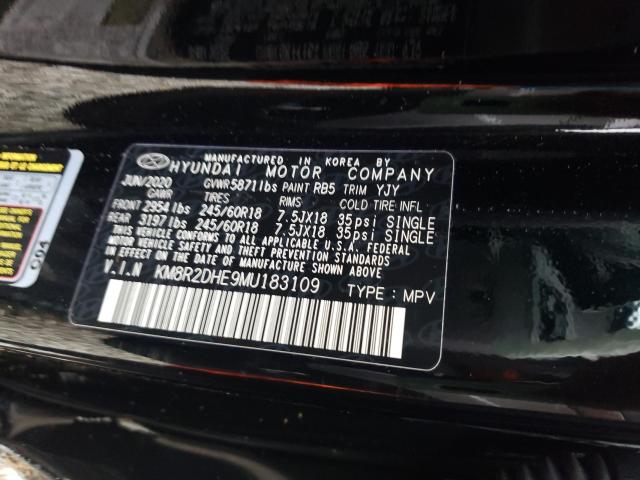 MANUFACTURED IN KOREA BY
HYUNDAI MOTOR COMPANY
JUN/2020 GVWR 5871lbs PAINT RB5 TRIM YJY
GAWR TIRES RIMS COLD TIRE INFL
FRONT 2954lbs 245/60R18 7.5JX18 35psi SINGLE
REAR 3197lbs 245/60R18 7.5JX18 35psi SINGLE
THIS VEHICLE CONFORMS TO ALL APPLICABLE U.S.A. FEDERAL
MOTOR VEHICLE SAFETY AND THEFT PREVENTION STANDARDS
IN EFFECT ON THE DATE OF MANUFACTURE SHOWN ABOVE.
V.I.N KM8R2DHE9MU183109 TYPE : MPV